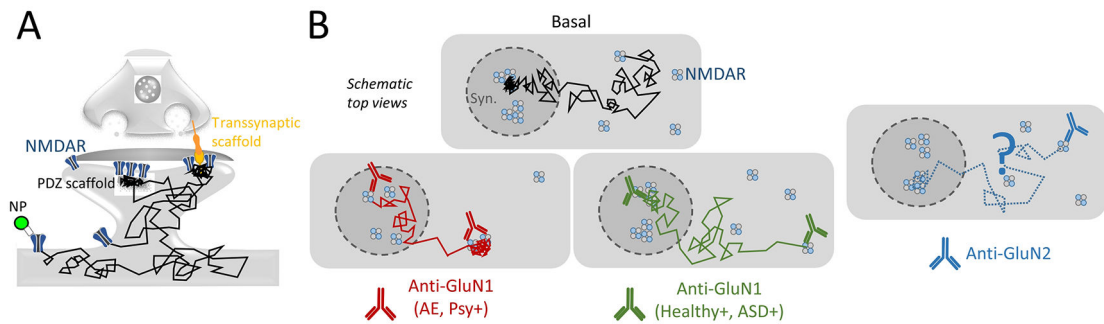 A
B
Basal
Schematic
top views
Syn.
NMDAR
Transsynaptic
scaffold
NMDAR
PDZ scaffold
NP
?
Anti-GluN1
(AE, Psy+)
Anti-GluN1
(Healthy+, ASD+)
Anti-GluN2